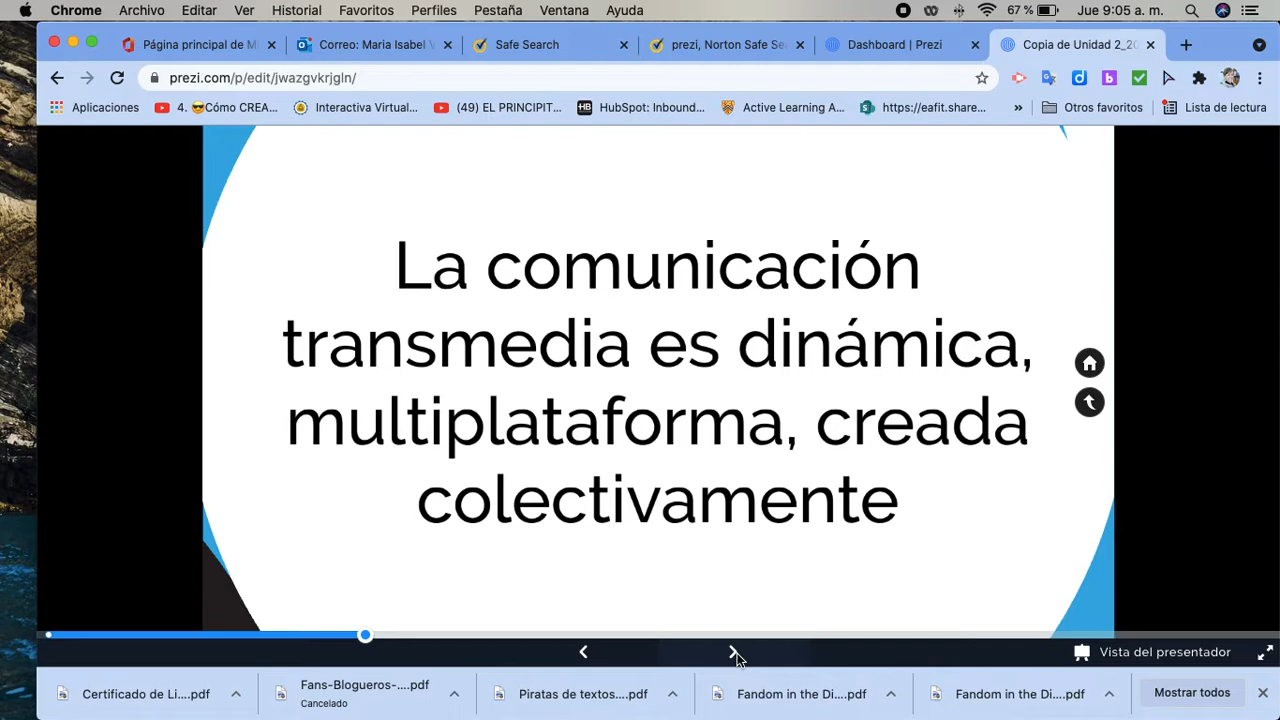 Chrome Archivo Editar Ver Historial Favoritos Perfiles Pestaña Ventana Ayuda 67 % Jue 9:05 a. m.
Página principal de M Correo: Maria Isabel V Safe Search prezi, Norton Safe Se Dashboard | Prezi Copia de Unidad 2_20
prezi.com/p/edit/jwazgvkrjgln/
Aplicaciones 4. 😎Cómo CREA... Interactiva Virtual... (49) EL PRINCIPIT... HubSpot: Inbound... Active Learning A... https://eafit.share... » Otros favoritos Lista de lectura
La comunicación
transmedia es dinámica,
multiplataforma, creada
colectivamente
Vista del presentador
Certificado de Li....pdf Fans-Blogueros-....pdf Piratas de textos....pdf Fandom in the Di....pdf Fandom in the Di....pdf Mostrar todos
Cancelado